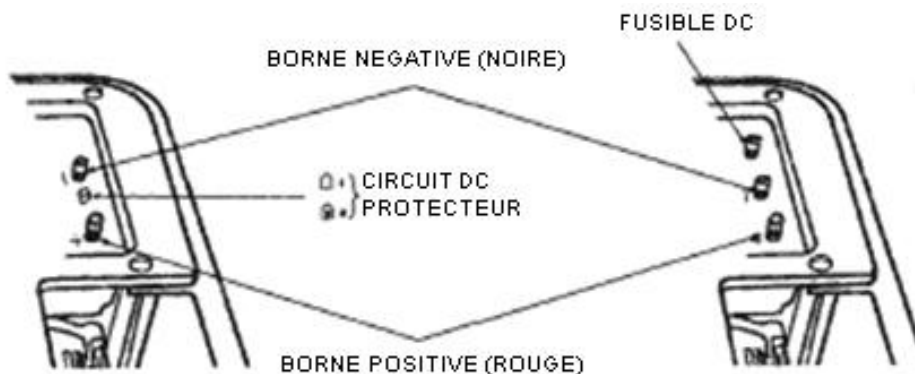 FUSIBLE DC
BORNE NEGATIVE (NOIRE)
CIRCUIT DC
PROTECTEUR
BORNE POSITIVE (ROUGE)